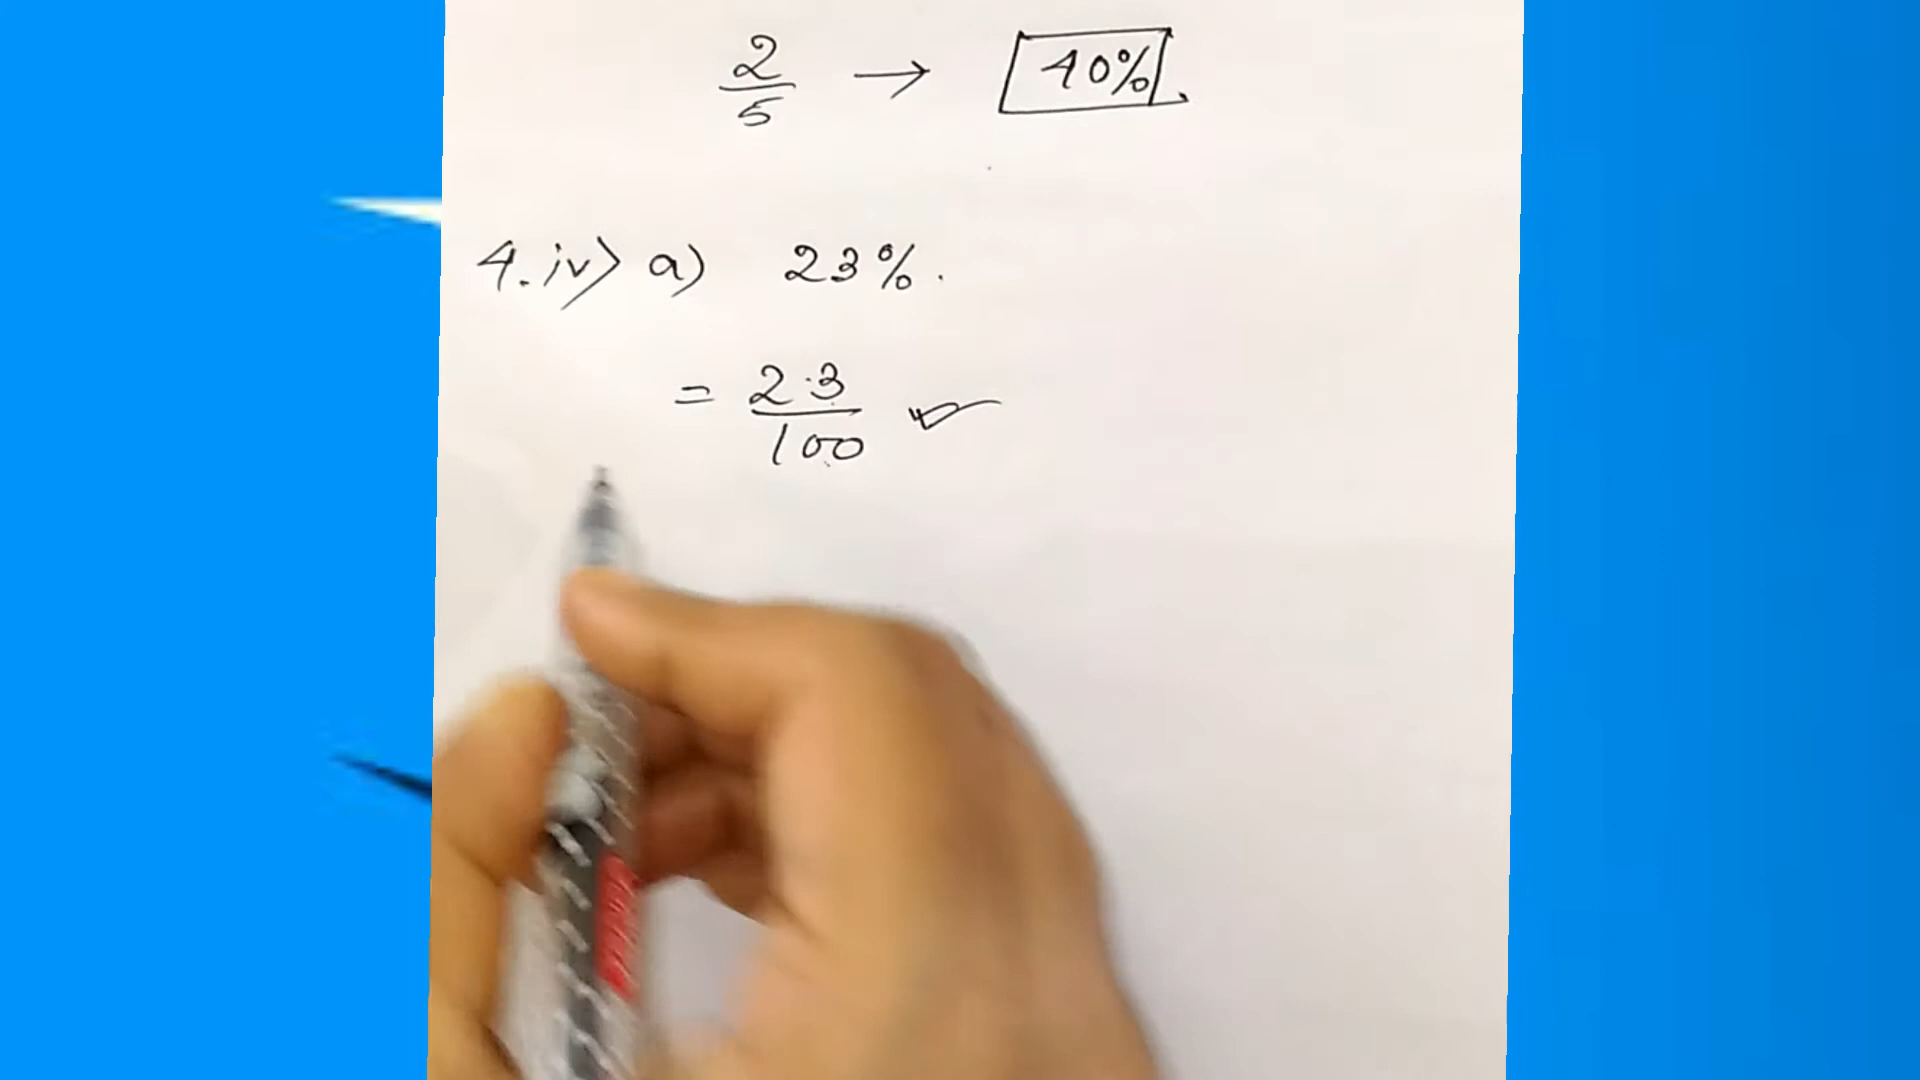 2/5 → 40%.
4. iv) a) 23%.
= 23/100 ✓